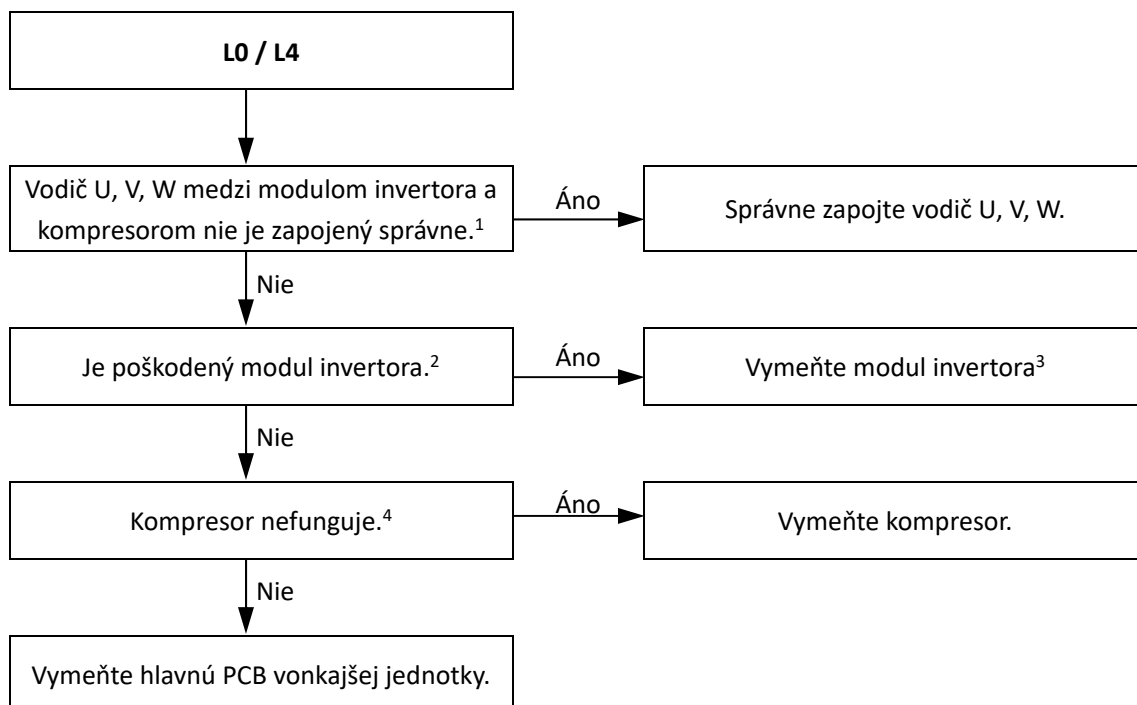 L0 / L4
Vodič U, V, W medzi modulom invertora a
kompresorom nie je zapojený správne.¹
Áno
Správne zapojte vodič U, V, W.
Nie
Je poškodený modul invertora.²
Áno
Vymeňte modul invertora³
Nie
Kompresor nefunguje.⁴
Áno
Vymeňte kompresor.
Nie
Vymeňte hlavnú PCB vonkajšej jednotky.